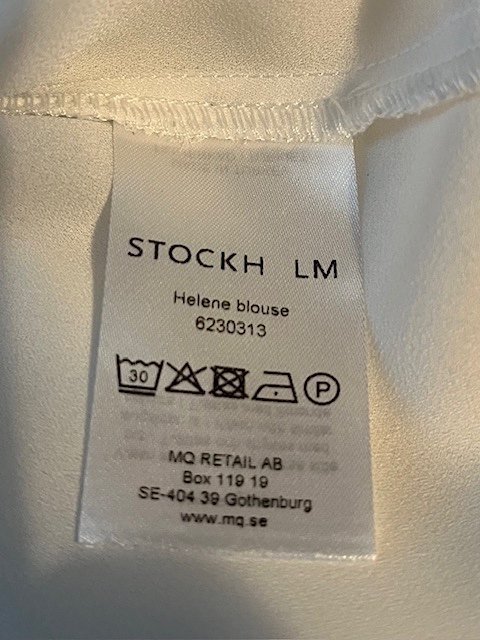 STOCKH LM
Helene blouse
6230313
30 P
MQ RETAIL AB
Box 119 19
SE-404 39 Gothenburg
www.mq.se